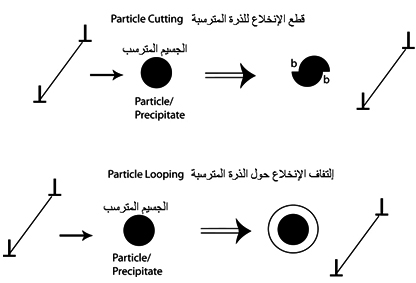 Particle Cutting قطع الإنخلاع للذرة المترسبة
الجسيم المترسب
b
b
Particle/
Precipitate
Particle Looping إلتفاف الإنخلاع حول الذرة المترسبة
الجسيم المترسب
Particle/
Precipitate